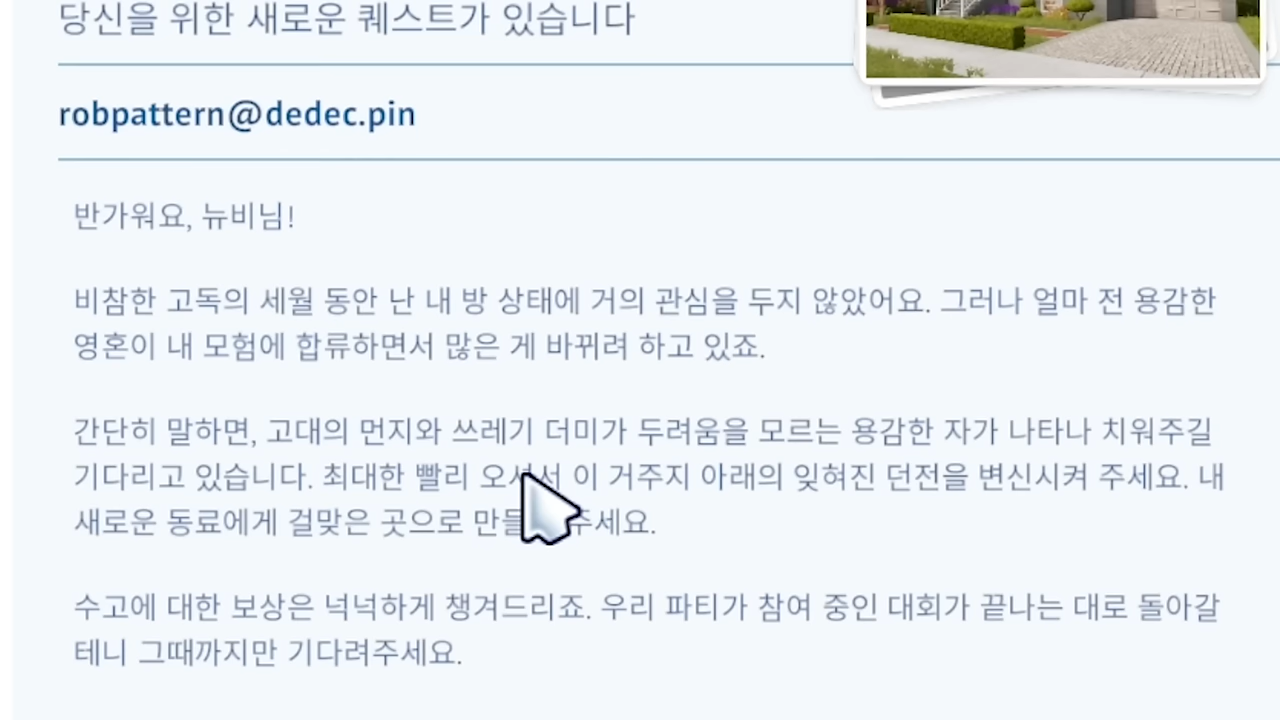 당신을 위한 새로운 퀘스트가 있습니다
robpattern@dedec.pin
반가워요, 뉴비님!
비참한 고독의 세월 동안 난 내 방 상태에 거의 관심을 두지 않았어요. 그러나 얼마 전 용감한
영혼이 내 모험에 합류하면서 많은 게 바뀌려 하고 있죠.
간단히 말하면, 고대의 먼지와 쓰레기 더미가 두려움을 모르는 용감한 자가 나타나 치워주길
기다리고 있습니다. 최대한 빨리 이 거주지 아래의 잊혀진 던전을 변신시켜 주세요. 내
새로운 동료에게 걸맞은 곳으로 주세요.
수고에 대한 보상은 넉넉하게 챙겨드리죠. 우리 파티가 참여 중인 대회가 끝나는 대로 돌아갈
테니 그때까지만 기다려주세요.